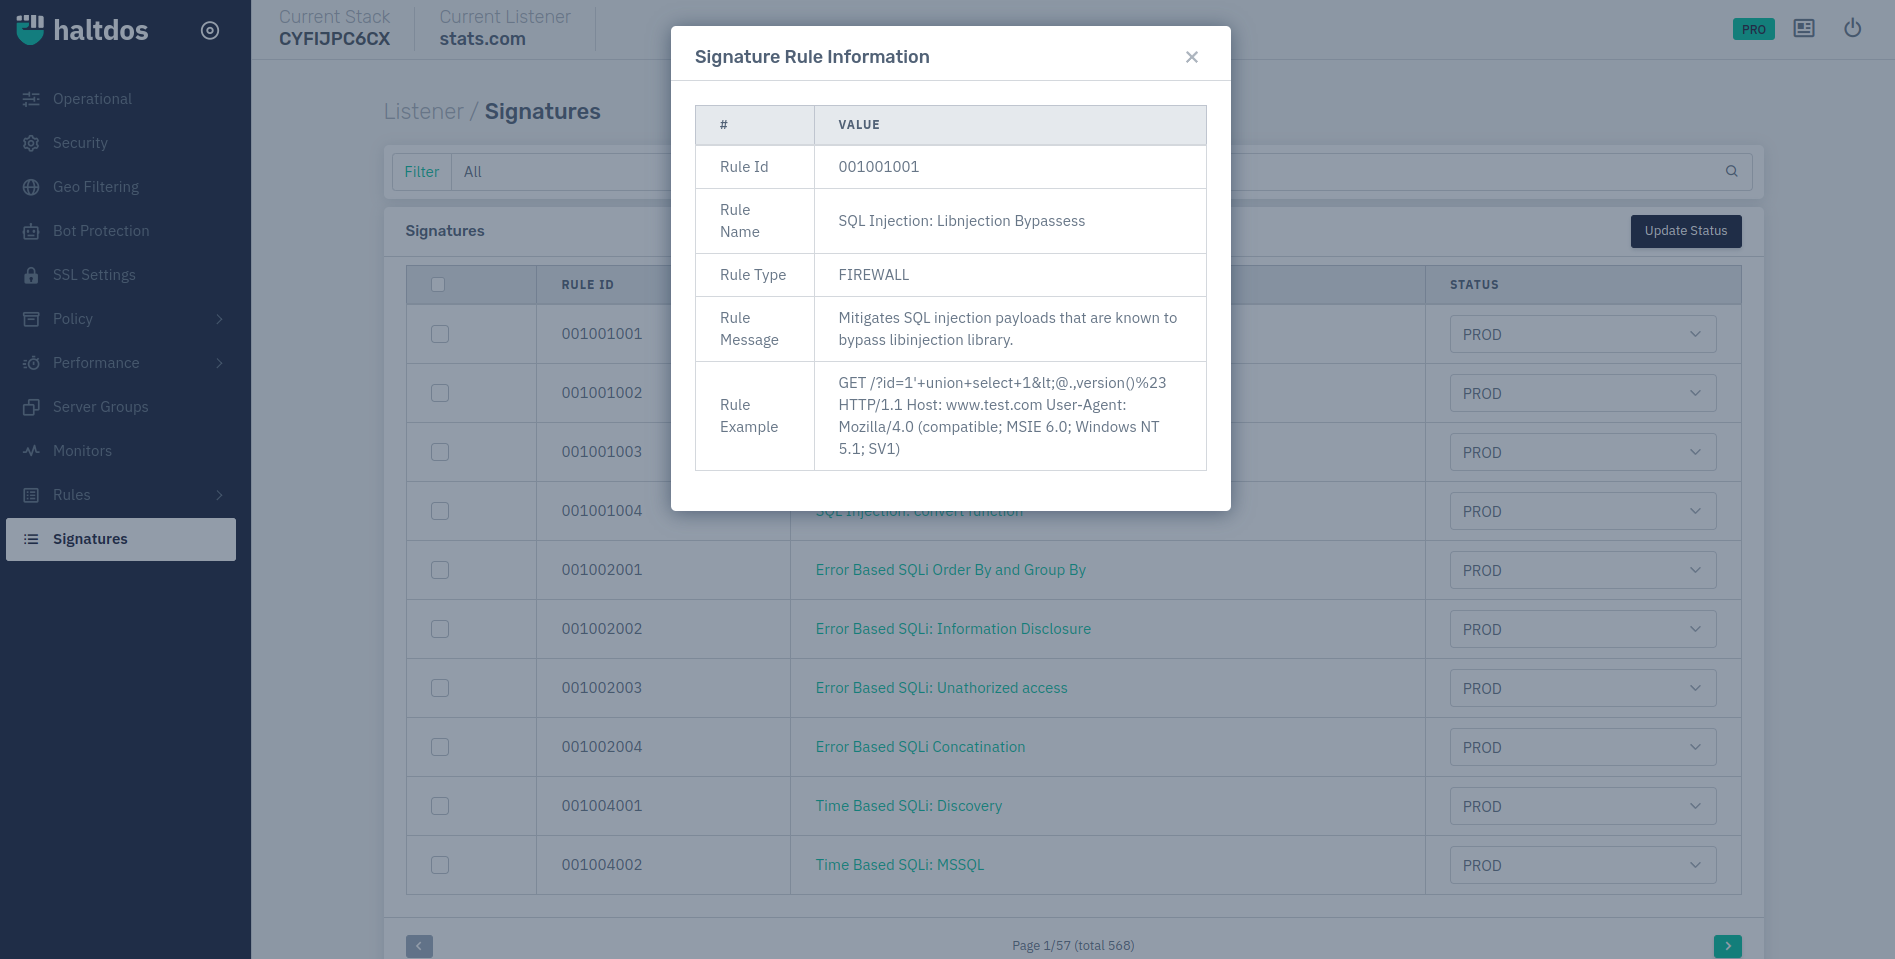 haltdos
Current Stack
CYFIJPC6CX
Current Listener
stats.com
PRO
Operational
Security
Geo Filtering
Bot Protection
SSL Settings
Policy
Performance
Server Groups
Monitors
Rules
Signatures
Listener / Signatures
Filter All
Signatures
Update Status
RULE ID STATUS
001001001 PROD
001001002 PROD
001001003 PROD
001001004 SQL Injection: convert function PROD
001002001 Error Based SQLi Order By and Group By PROD
001002002 Error Based SQLi: Information Disclosure PROD
001002003 Error Based SQLi: Unathorized access PROD
001002004 Error Based SQLi Concatination PROD
001004001 Time Based SQLi: Discovery PROD
001004002 Time Based SQLi: MSSQL PROD
Page 1/57 (total 568)
Signature Rule Information
# VALUE
Rule Id 001001001
Rule
Name
SQL Injection: Libnjection Bypassess
Rule Type FIREWALL
Rule
Message
Mitigates SQL injection payloads that are known to
bypass libinjection library.
Rule
Example
GET /?id=1'+union+select+1&lt;@.,version()%23
HTTP/1.1 Host: www.test.com User-Agent:
Mozilla/4.0 (compatible; MSIE 6.0; Windows NT
5.1; SV1)